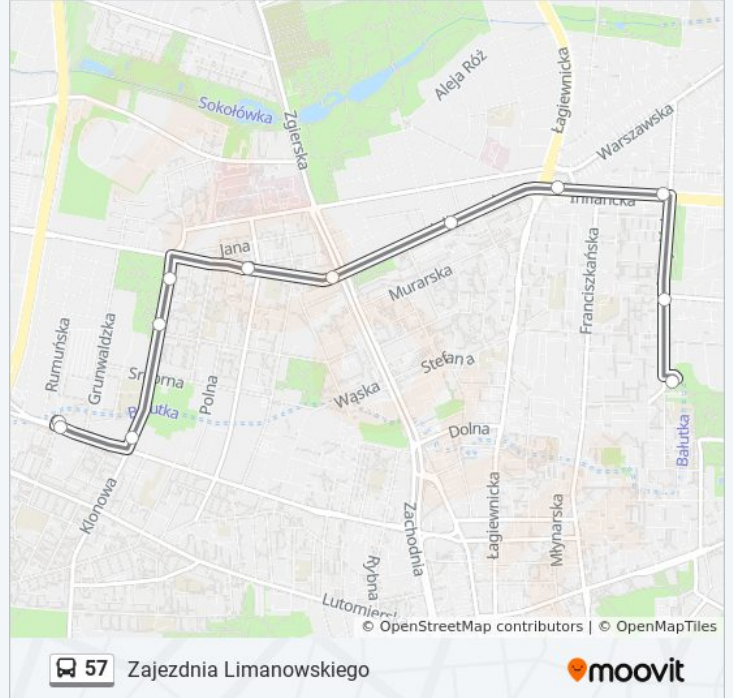 Sokołówka
Zgierska
Aleja Róż
Łagiewnicka
Warszawska
Inflancka
Jana
Murarska
Franciszkańska
Rumuńska
Grunwaldzka
Smorna
Polna
Bałutka
Wąska
Stefana
Dolna
Bałutka
Klonowa
Zachodnia
Łagiewnicka
Młynarska
Rybna
© OpenStreetMap contributors | © OpenMapTiles
57 Zajezdnia Limanowskiego
moovit